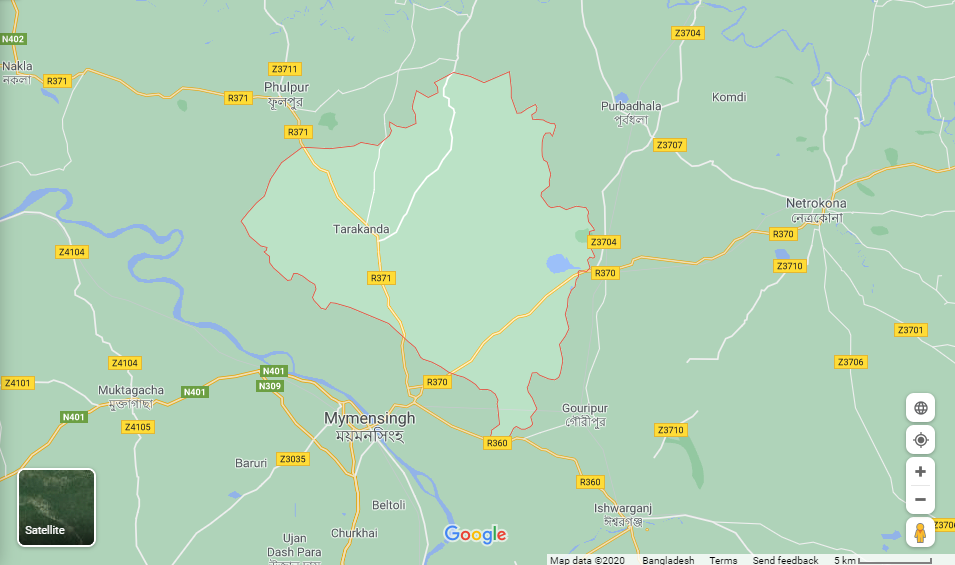 Z3704
N402
Nakla
নকলা
R371
Z3711
Phulpur
ফুলপুর
R371
R371
Purbadhala
পূর্বধলা
Komdi
Z3707
Netrokona
নেত্রকোনা
Tarakanda
R370
Z3704
Z4104
R371
R370
Z3710
Z3701
Z4104
N401
Z3706
Z4101
N309
R370
Muktagacha
মুক্তাগাছা
N401
N401
Mymensingh
ময়মনসিংহ
Gouripur
গৌরীপুর
Z4105
Z3710
R360
Baruri
Z3035
R360
Beltoli
Ishwarganj
ঈশ্বরগঞ্জ
Satellite
Churkhai
Google
Ujan
Dash Para
Map data ©2020 Bangladesh Terms Send feedback 5 km